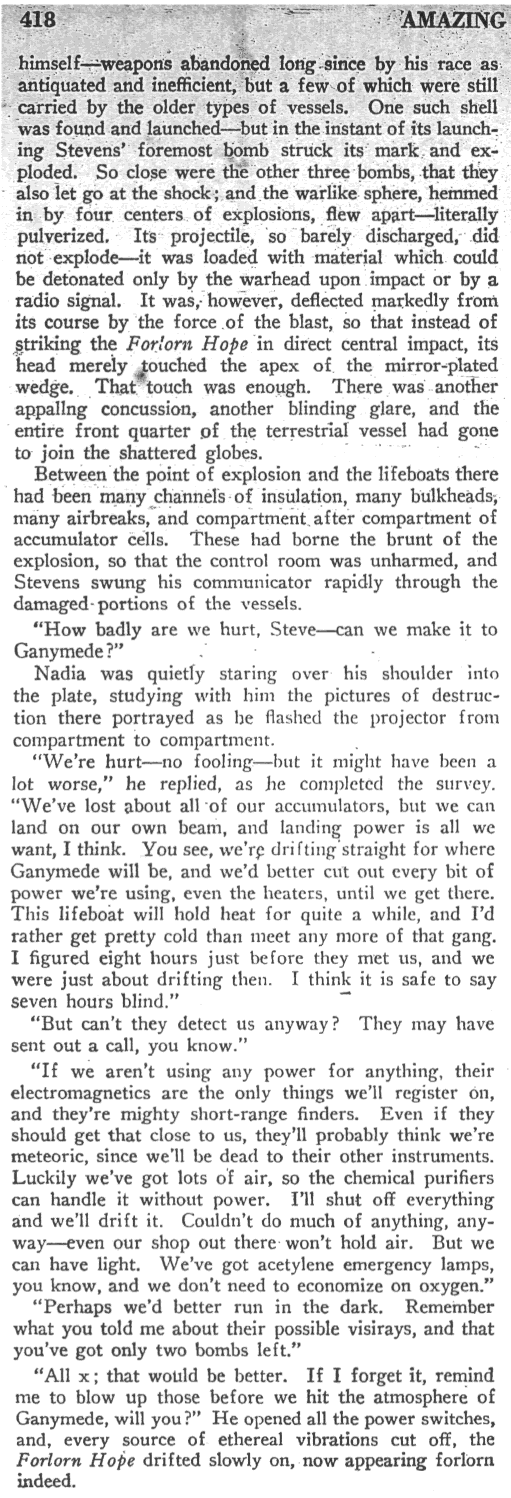 418 AMAZING
himself—weapons abandoned long since by his race as
antiquated and inefficient, but a few of which were still
carried by the older types of vessels. One such shell
was found and launched—but in the instant of its launch-
ing Stevens' foremost bomb struck its mark and ex-
ploded. So close were the other three bombs, that they
also let go at the shock; and the warlike sphere, hemmed
in by four centers of explosions, flew apart—literally
pulverized. Its projectile, so barely discharged, did
not explode—it was loaded with material which could
be detonated only by the warhead upon impact or by a
radio signal. It was, however, deflected markedly from
its course by the force of the blast, so that instead of
striking the Forlorn Hope in direct central impact, its
head merely touched the apex of the mirror-plated
wedge. That touch was enough. There was another
appallng concussion, another blinding glare, and the
entire front quarter of the terrestrial vessel had gone
to join the shattered globes.
Between the point of explosion and the lifeboats there
had been many channels of insulation, many bulkheads,
many airbreaks, and compartment after compartment of
accumulator cells. These had borne the brunt of the
explosion, so that the control room was unharmed, and
Stevens swung his communicator rapidly through the
damaged portions of the vessels.
"How badly are we hurt, Steve—can we make it to
Ganymede?"
Nadia was quietly staring over his shoulder into
the plate, studying with him the pictures of destruc-
tion there portrayed as he flashed the projector from
compartment to compartment.
"We're hurt—no fooling—but it might have been a
lot worse," he replied, as he completed the survey.
"We've lost about all of our accumulators, but we can
land on our own beam, and landing power is all we
want, I think. You see, we're drifting straight for where
Ganymede will be, and we'd better cut out every bit of
power we're using, even the heaters, until we get there.
This lifeboat will hold heat for quite a while, and I'd
rather get pretty cold than meet any more of that gang.
I figured eight hours just before they met us, and we
were just about drifting then. I think it is safe to say
seven hours blind."
"But can't they detect us anyway? They may have
sent out a call, you know."
"If we aren't using any power for anything, their
electromagnetics are the only things we'll register on,
and they're mighty short-range finders. Even if they
should get that close to us, they'll probably think we're
meteoric, since we'll be dead to their other instruments.
Luckily we've got lots of air, so the chemical purifiers
can handle it without power. I'll shut off everything
and we'll drift it. Couldn't do much of anything, any-
way—even our shop out there won't hold air. But we
can have light. We've got acetylene emergency lamps,
you know, and we don't need to economize on oxygen."
"Perhaps we'd better run in the dark. Remember
what you told me about their possible visirays, and that
you've got only two bombs left."
"All x; that would be better. If I forget it, remind
me to blow up those before we hit the atmosphere of
Ganymede, will you?" He opened all the power switches,
and, every source of ethereal vibrations cut off, the
Forlorn Hope drifted slowly on, now appearing forlorn
indeed.